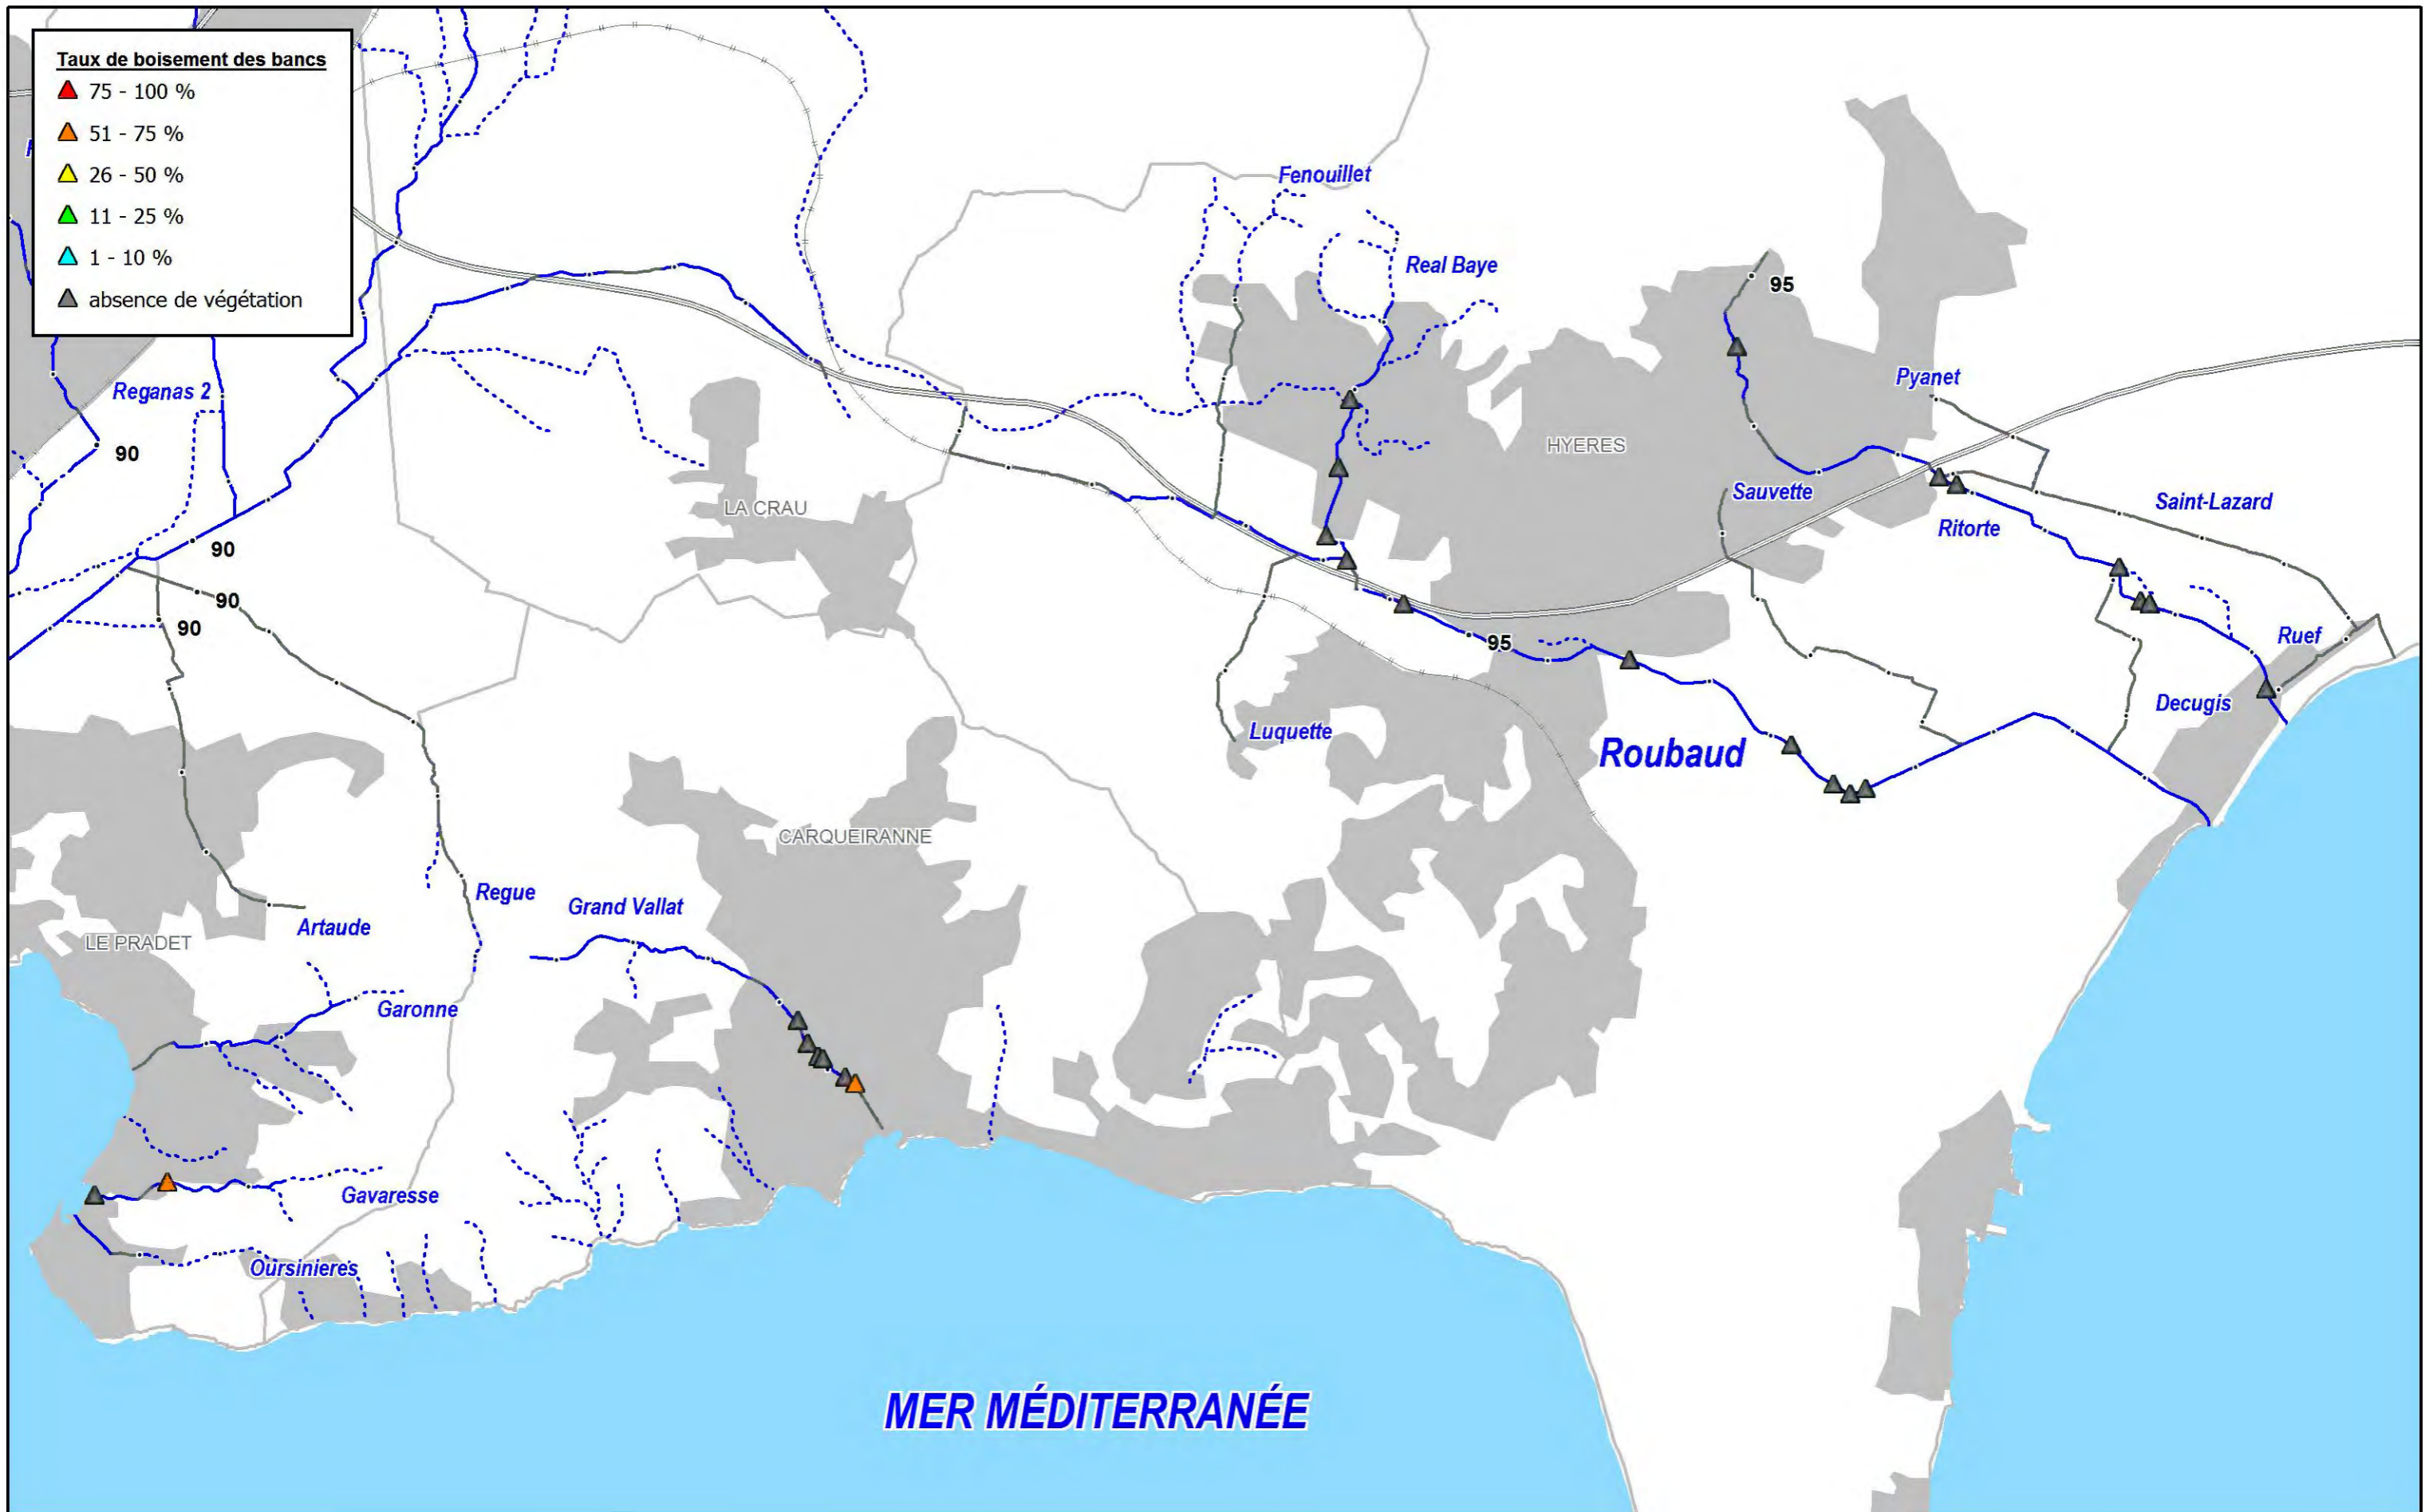 Taux de boisement des bancs
75 - 100 %
51 - 75 %
26 - 50 %
11 - 25 %
1 - 10 %
absence de végétation
Fenouillet
Real Baye
95
Pyanet
Reganas 2
90
HYERES
Sauvette
Saint-Lazard
LA CRAU
Ritorte
90
90
90
95
Ruef
Decugis
Luquette
Roubaud
CARQUEIRANNE
Regue
Grand Vallat
Artaude
LE PRADET
Garonne
Gavaresse
Oursinieres
MER MÉDITERRANÉE